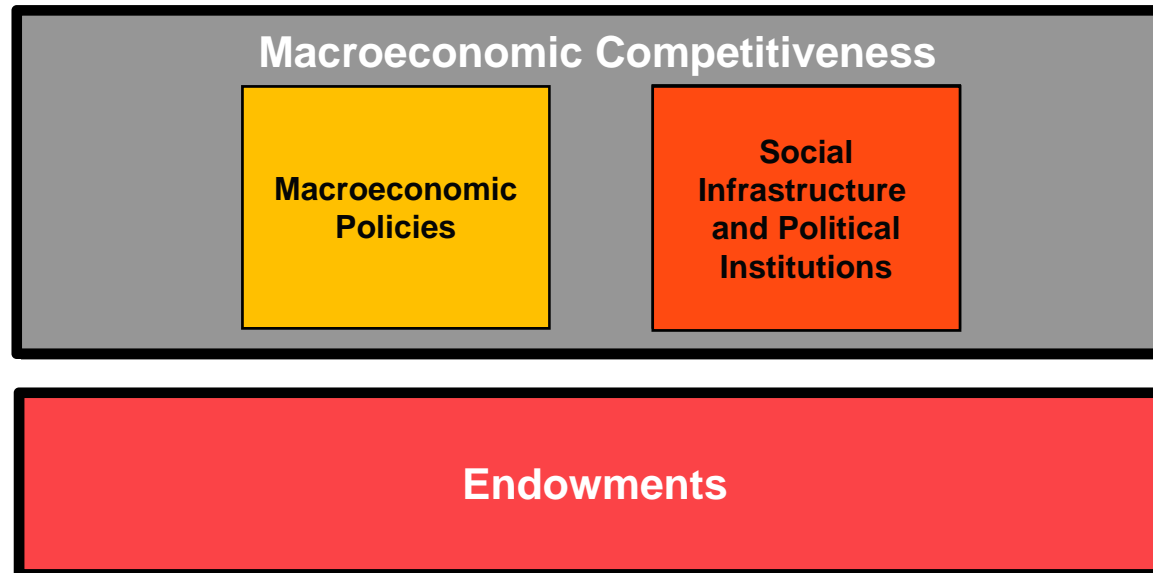 Macroeconomic Competitiveness
Macroeconomic
Policies
Social
Infrastructure
and Political
Institutions
Endowments